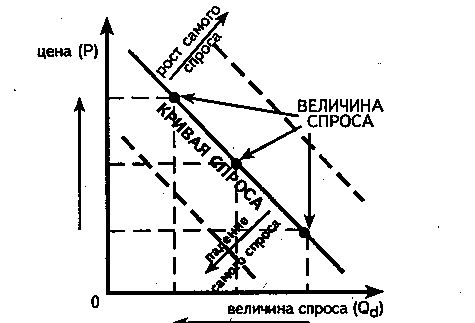 рост самого
спроса
цена (P)
ВЕЛИЧИНА
СПРОСА
КРИВАЯ СПРОСА
падение
самого спроса
0
величина спроса (Qd)